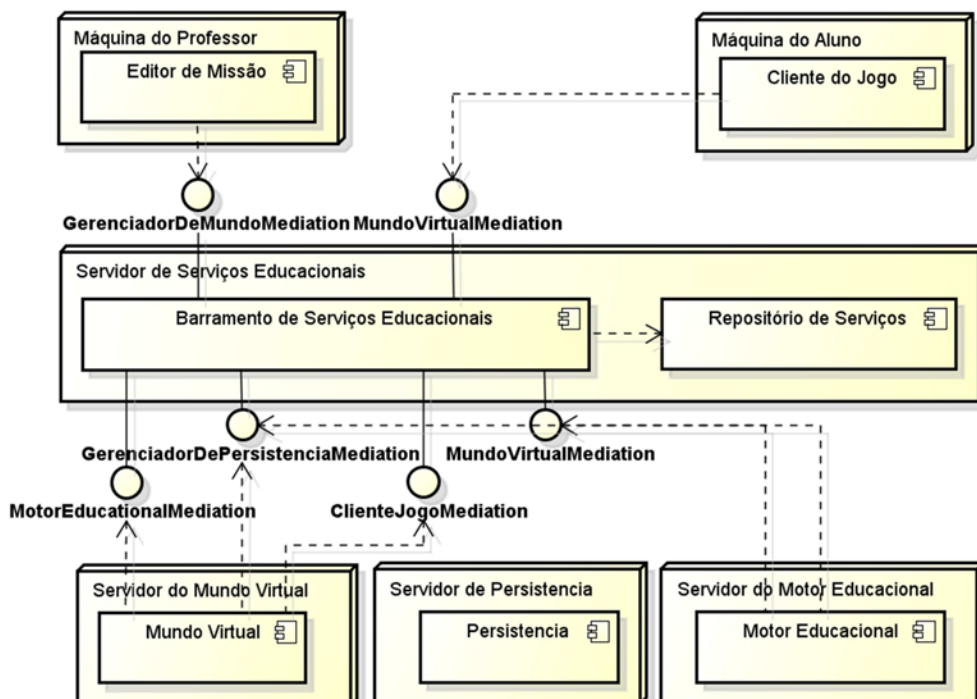 Máquina do Professor
Editor de Missão
Máquina do Aluno
Cliente do Jogo
GerenciadorDeMundoMediation
MundoVirtualMediation
Servidor de Serviços Educacionais
Barramento de Serviços Educacionais
Repositório de Serviços
GerenciadorDePersistenciaMediation
MundoVirtualMediation
MotorEducationalMediation
ClienteJogoMediation
Servidor do Mundo Virtual
Mundo Virtual
Servidor de Persistencia
Persistencia
Servidor do Motor Educacional
Motor Educacional